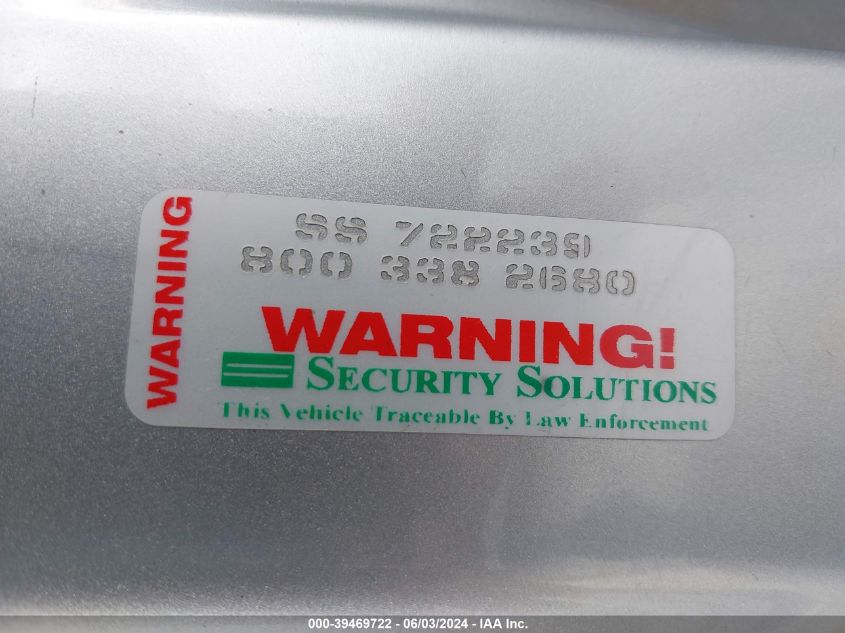 WARNING
SS 722239
800 338 2680
WARNING!
SECURITY SOLUTIONS
This Vehicle Traceable By Law Enforcement
000-39469722 - 06/03/2024 - IAA Inc.